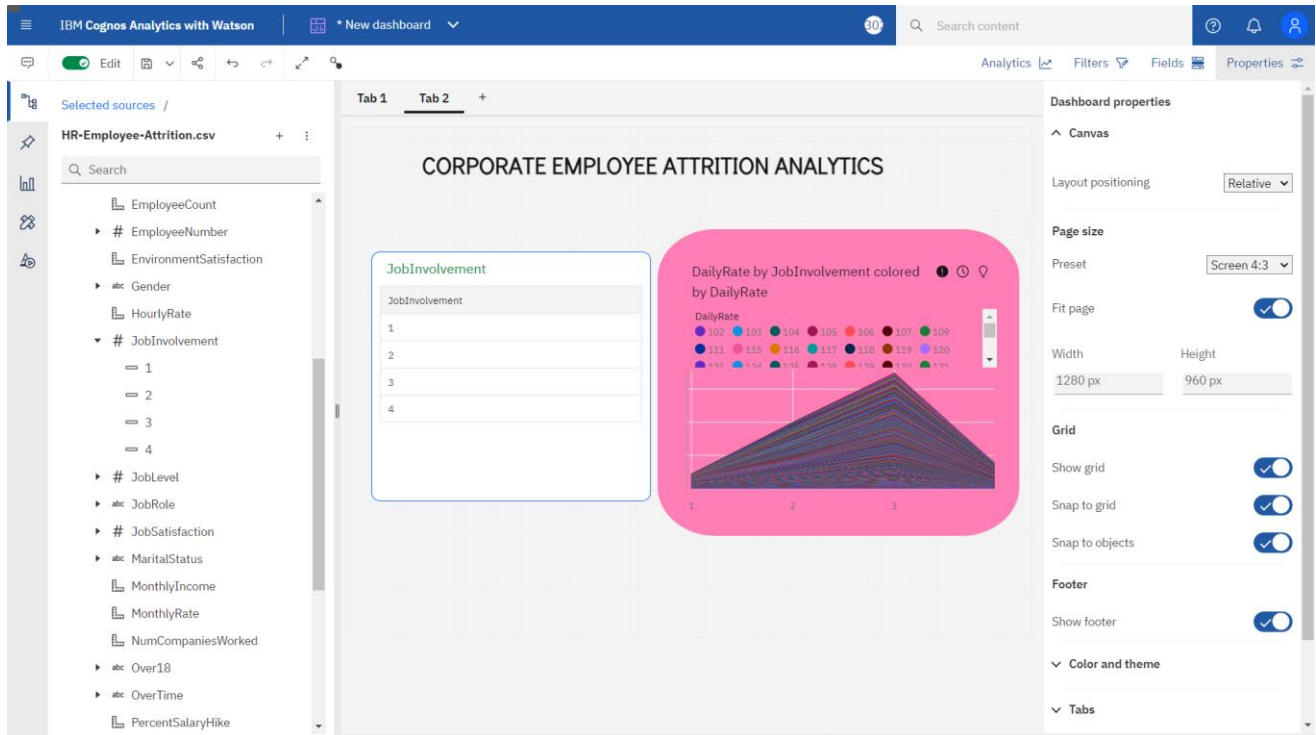 IBM Cognos Analytics with Watson
* New dashboard
Search content
Edit
Analytics
Filters
Fields
Properties
Selected sources /
HR-Employee-Attrition.csv
Search
EmployeeCount
# EmployeeNumber
EnvironmentSatisfaction
abc Gender
HourlyRate
# JobInvolvement
1
2
3
4
# JobLevel
abc JobRole
# JobSatisfaction
abc MaritalStatus
MonthlyIncome
MonthlyRate
NumCompaniesWorked
abc Over18
abc OverTime
PercentSalaryHike
Tab 1
Tab 2
+
CORPORATE EMPLOYEE ATTRITION ANALYTICS
JobInvolvement
JobInvolvement
1
2
3
4
DailyRate by JobInvolvement colored
by DailyRate
DailyRate
102 103 104 105 106 107 109
111 115 116 117 118 119 120
1 2 3
Dashboard properties
Canvas
Layout positioning
Relative
Page size
Preset
Screen 4:3
Fit page
Width
Height
1280 px
960 px
Grid
Show grid
Snap to grid
Snap to objects
Footer
Show footer
Color and theme
Tabs